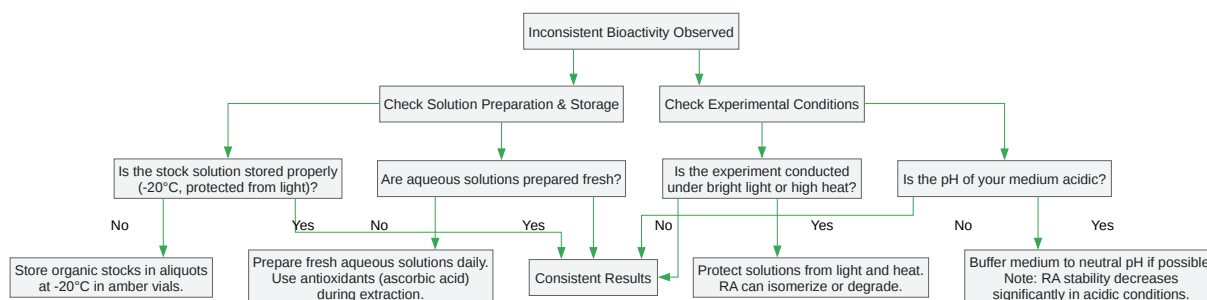 Inconsistent Bioactivity Observed
Check Solution Preparation & Storage
Check Experimental Conditions
Is the stock solution stored properly
(-20°C, protected from light)?
Are aqueous solutions prepared fresh?
Is the experiment conducted
under bright light or high heat?
Is the pH of your medium acidic?
No
Yes
No
Yes
No
Yes
No
Yes
Store organic stocks in aliquots
at -20°C in amber vials.
Prepare fresh aqueous solutions daily.
Use antioxidants (ascorbic acid)
during extraction.
Consistent Results
Protect solutions from light and heat.
RA can isomerize or degrade.
Buffer medium to neutral pH if possible.
Note: RA stability decreases
significantly in acidic conditions.